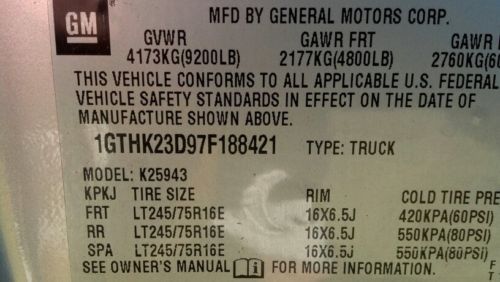 GM
MFD BY GENERAL MOTORS CORP.
GVWR GAWR FRT GAWR
4173KG(9200LB) 2177KG(4800LB) 2760KG(60
THIS VEHICLE CONFORMS TO ALL APPLICABLE U.S. FEDERAL
VEHICLE SAFETY STANDARDS IN EFFECT ON THE DATE OF
MANUFACTURE SHOWN ABOVE.
1GTHK23D97F188421 TYPE: TRUCK
MODEL: K25943
KPKJ TIRE SIZE RIM COLD TIRE PRE
FRT LT245/75R16E 16X6.5J 420KPA(60PSI)
RR LT245/75R16E 16X6.5J 550KPA(80PSI)
SPA LT245/75R16E 16X6.5J 550KPA(80PSI)
SEE OWNER'S MANUAL FOR MORE INFORMATION. F
T